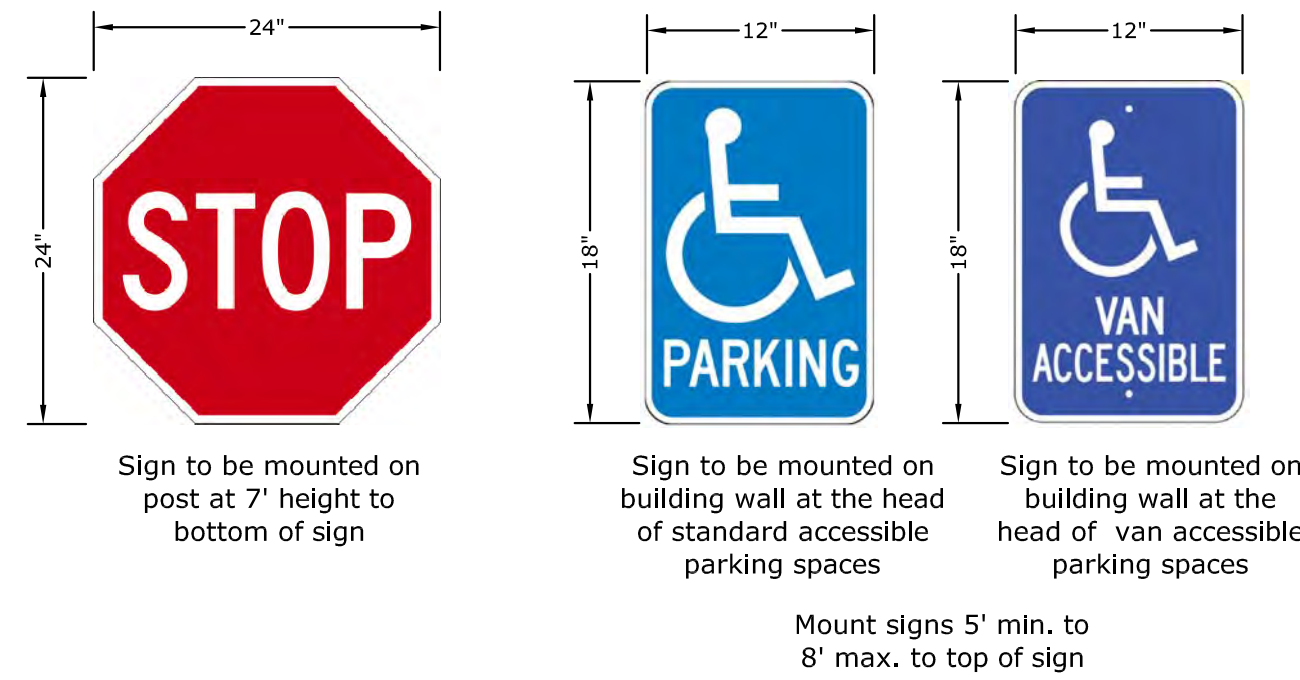 24"
24"
STOP
Sign to be mounted on
post at 7' height to
bottom of sign
12"
18"
PARKING
Sign to be mounted on
building wall at the head
of standard accessible
parking spaces
12"
18"
VAN
ACCESSIBLE
Sign to be mounted on
building wall at the
head of van accessible
parking spaces
Mount signs 5' min. to
8' max. to top of sign